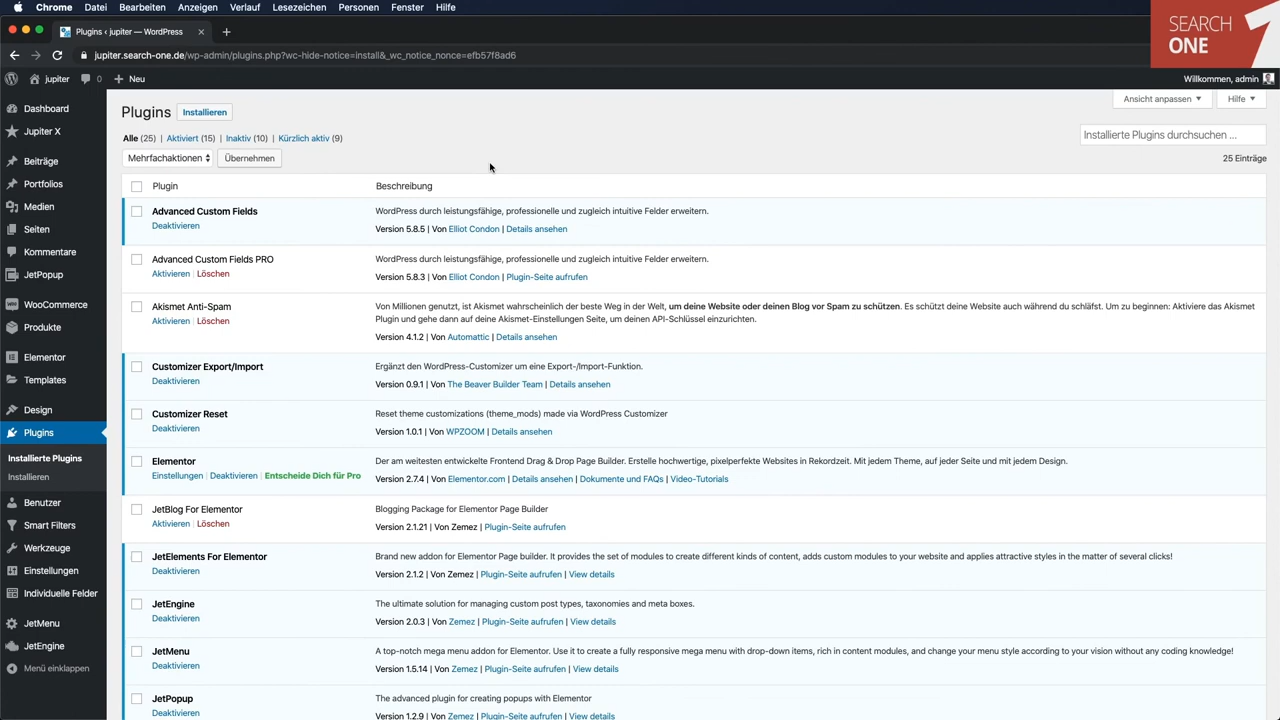 Chrome Datei Bearbeiten Anzeigen Verlauf Lesezeichen Personen Fenster Hilfe
SEARCH
ONE
Plugins ‹ jupiter — WordPress
jupiter.search-one.de/wp-admin/plugins.php?wc-hide-notice=install&_wc_notice_nonce=efb57f8ad6
jupiter 0 Neu Willkommen, admin
Dashboard
Jupiter X
Beiträge
Portfolios
Medien
Seiten
Kommentare
JetPopup
WooCommerce
Produkte
Elementor
Templates
Design
Plugins
Installierte Plugins
Installieren
Benutzer
Smart Filters
Werkzeuge
Einstellungen
Individuelle Felder
JetMenu
JetEngine
Menü einklappen
Ansicht anpassen Hilfe
Plugins Installieren
Alle (25) | Aktiviert (15) | Inaktiv (10) | Kürzlich aktiv (9)
Installierte Plugins durchsuchen ...
Mehrfachaktionen Übernehmen
25 Einträge
Plugin Beschreibung
Advanced Custom Fields
Deaktivieren
WordPress durch leistungsfähige, professionelle und zugleich intuitive Felder erweitern.
Version 5.8.5 | Von Elliot Condon | Details ansehen
Advanced Custom Fields PRO
Aktivieren | Löschen
WordPress durch leistungsfähige, professionelle und zugleich intuitive Felder erweitern.
Version 5.8.3 | Von Elliot Condon | Plugin-Seite aufrufen
Akismet Anti-Spam
Aktivieren | Löschen
Von Millionen genutzt, ist Akismet wahrscheinlich der beste Weg in der Welt, um deine Website oder deinen Blog vor Spam zu schützen. Es schützt deine Website auch während du schläfst. Um zu beginnen: Aktiviere das Akismet
Plugin und gehe dann auf deine Akismet-Einstellungen Seite, um deinen API-Schlüssel einzurichten.
Version 4.1.2 | Von Automattic | Details ansehen
Customizer Export/Import
Deaktivieren
Ergänzt den WordPress-Customizer um eine Export-/Import-Funktion.
Version 0.9.1 | Von The Beaver Builder Team | Details ansehen
Customizer Reset
Deaktivieren
Reset theme customizations (theme_mods) made via WordPress Customizer
Version 1.0.1 | Von WPZOOM | Details ansehen
Elementor
Einstellungen | Deaktivieren | Entscheide Dich für Pro
Der am weitesten entwickelte Frontend Drag & Drop Page Builder. Erstelle hochwertige, pixelperfekte Websites in Rekordzeit. Mit jedem Theme, auf jeder Seite und mit jedem Design.
Version 2.7.4 | Von Elementor.com | Details ansehen | Dokumente und FAQs | Video-Tutorials
JetBlog For Elementor
Aktivieren | Löschen
Blogging Package for Elementor Page Builder
Version 2.1.21 | Von Zemez | Plugin-Seite aufrufen
JetElements For Elementor
Deaktivieren
Brand new addon for Elementor Page builder. It provides the set of modules to create different kinds of content, adds custom modules to your website and applies attractive styles in the matter of several clicks!
Version 2.1.2 | Von Zemez | Plugin-Seite aufrufen | View details
JetEngine
Deaktivieren
The ultimate solution for managing custom post types, taxonomies and meta boxes.
Version 2.0.3 | Von Zemez | Plugin-Seite aufrufen | View details
JetMenu
Deaktivieren
A top-notch mega menu addon for Elementor. Use it to create a fully responsive mega menu with drop-down items, rich in content modules, and change your menu style according to your vision without any coding knowledge!
Version 1.5.14 | Von Zemez | Plugin-Seite aufrufen | View details
JetPopup
Deaktivieren
The advanced plugin for creating popups with Elementor
Version 1.2.9 | Von Zemez | Plugin-Seite aufrufen | View details